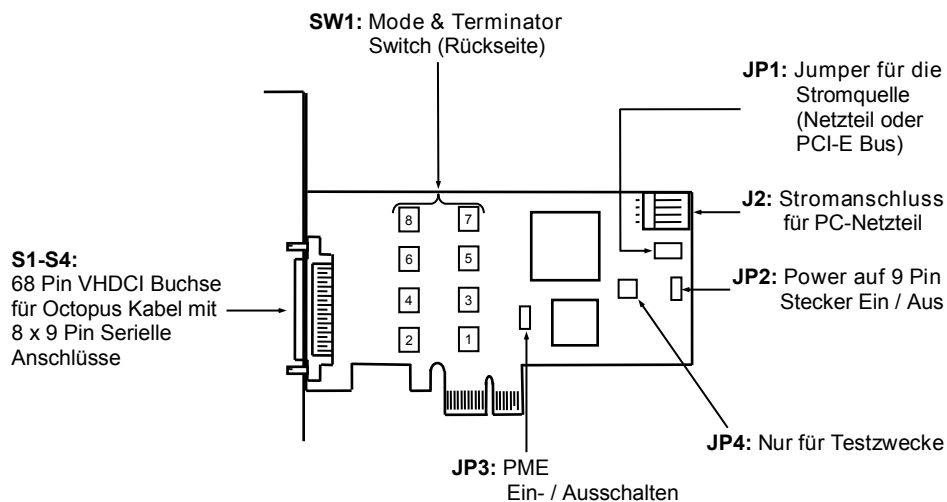 SW1: Mode & Terminator
Switch (Rückseite)
JP1: Jumper für die
Stromquelle
(Netzteil oder
PCI-E Bus)
J2: Stromanschluss
für PC-Netzteil
S1-S4:
68 Pin VHDCI Buchse
für Octopus Kabel mit
8 x 9 Pin Serielle
Anschlüsse
8 7
6 5
4 3
2 1
JP2: Power auf 9 Pin
Stecker Ein / Aus
JP4: Nur für Testzwecke
JP3: PME
Ein- / Ausschalten